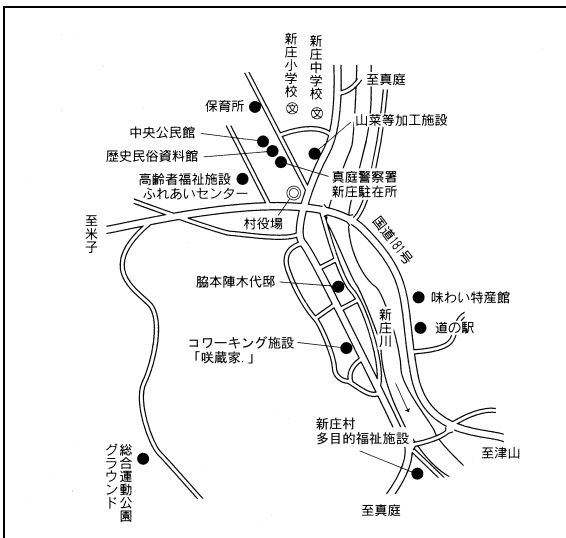 新庄小学校
新庄中学校
至真庭
保育所
文
文
山菜等加工施設
中央公民館
歴史民俗資料館
高齢者福祉施設
ふれあいセンター
真庭警察署
新庄駐在所
至米子
村役場
国道181号
脇本陣木代邸
新庄川
味わい特産館
道の駅
コワーキング施設
「咲蔵家.」
新庄村
多目的福祉施設
至津山
総合運動公園
グラウンド
至真庭